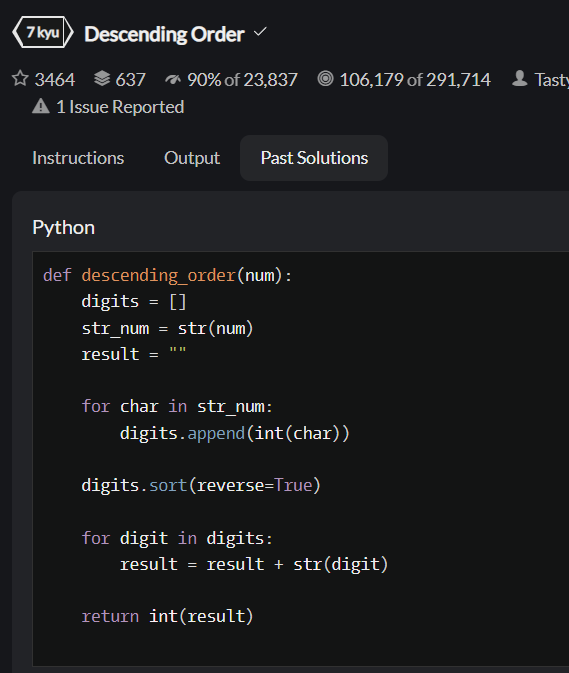 7 kyu Descending Order
3464 637 90% of 23,837 106,179 of 291,714 Tasty
1 Issue Reported
Instructions Output Past Solutions
Python
def descending_order(num):
    digits = []
    str_num = str(num)
    result = ""
    for char in str_num:
        digits.append(int(char))
    digits.sort(reverse=True)
    for digit in digits:
        result = result + str(digit)
    return int(result)